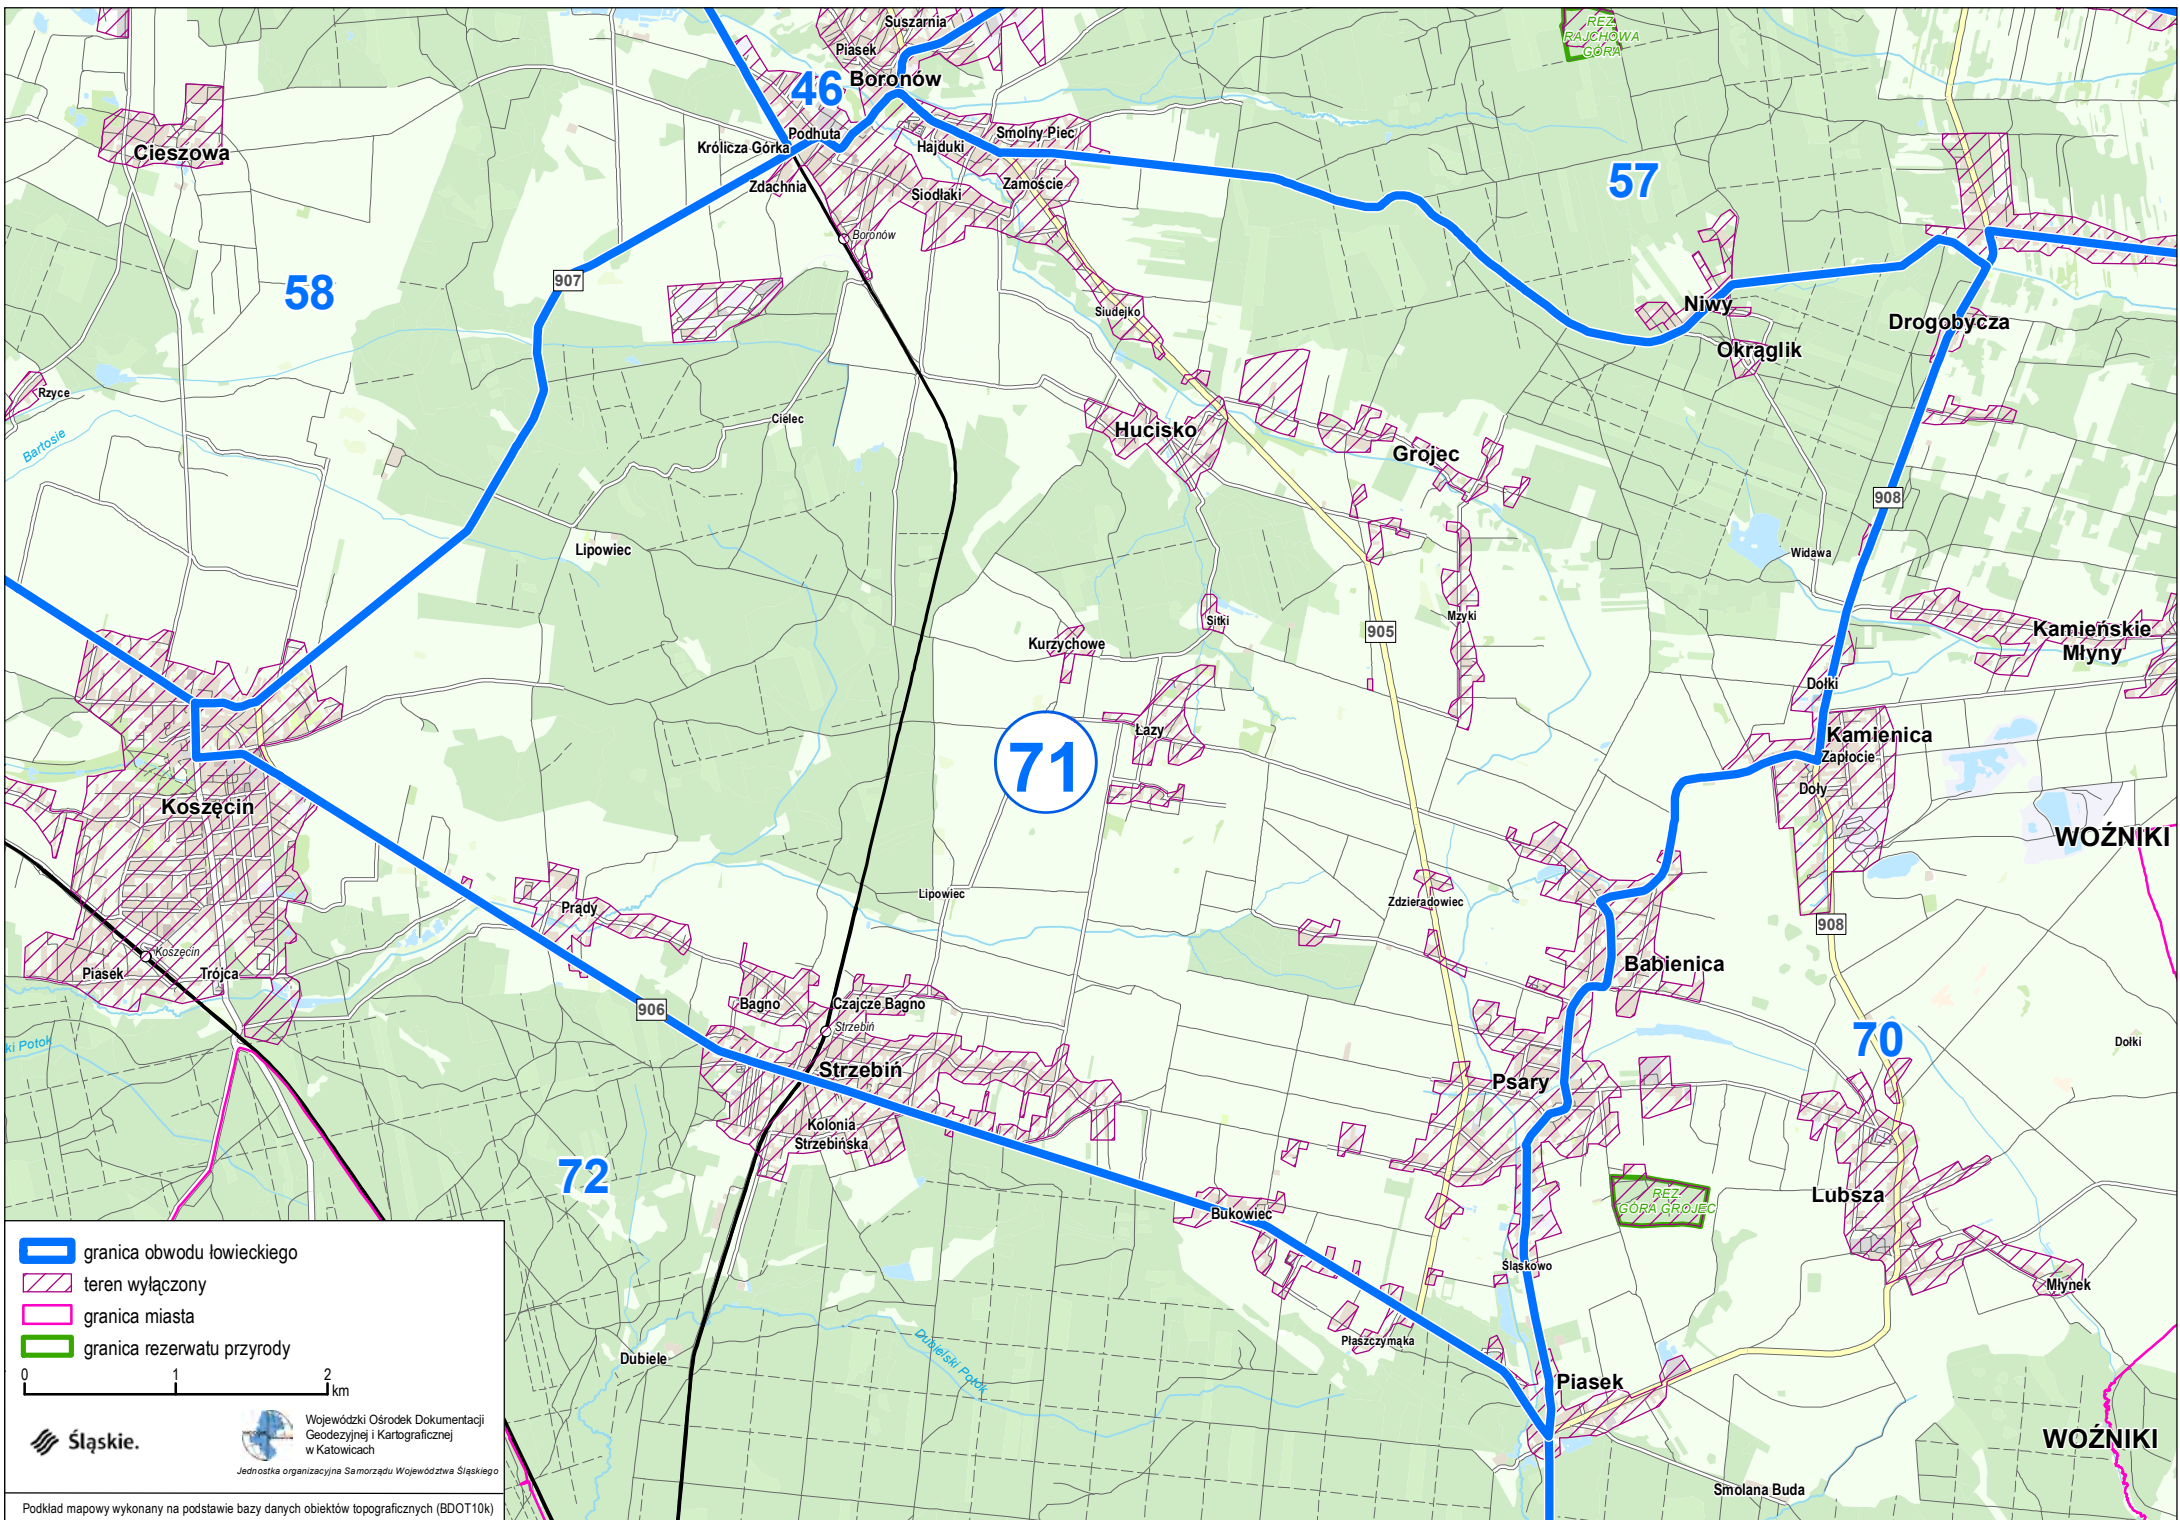 Suszarnia
Piasek
Boronów
46
REZ.
RAJCHOWA
GÓRA
Cieszowa
Podhuta
Królicza Górka
Hajduki
Smolny Piec
Zdachnia
Siodłaki
Zamoście
57
Boronów
58
907
Siudejko
Niwy
Drogobycza
Okrąglik
Rzyce
Bartosie
Cielec
Hucisko
Grojec
908
Lipowiec
Widawa
Sitki
Mzyki
905
Kurzychowe
Kamieńskie
Młyny
Dołki
Łazy
71
Kamienica
Zapłocie
Doły
Koszęcin
WOŹNIKI
Lipowiec
Zdzieradowiec
Prądy
908
Koszęcin
Piasek
Trójca
Babienica
Bagno
Czajcze Bagno
906
Strzebiń
ki Potok
70
Dołki
Strzebiń
Psary
Kolonia
Strzebińska
72
REZ.
GÓRA GROJEC
Lubsza
Bukowiec
Śląskowo
Młynek
Płaszczymąka
Dubiele
Dubielski Potok
Piasek
WOŹNIKI
Smolana Buda
granica obwodu łowieckiego
teren wyłączony
granica miasta
granica rezerwatu przyrody
0 1 2
km
Śląskie.
Wojewódzki Ośrodek Dokumentacji
Geodezyjnej i Kartograficznej
w Katowicach
Jednostka organizacyjna Samorządu Województwa Śląskiego
Podkład mapowy wykonany na podstawie bazy danych obiektów topograficznych (BDOT10k)